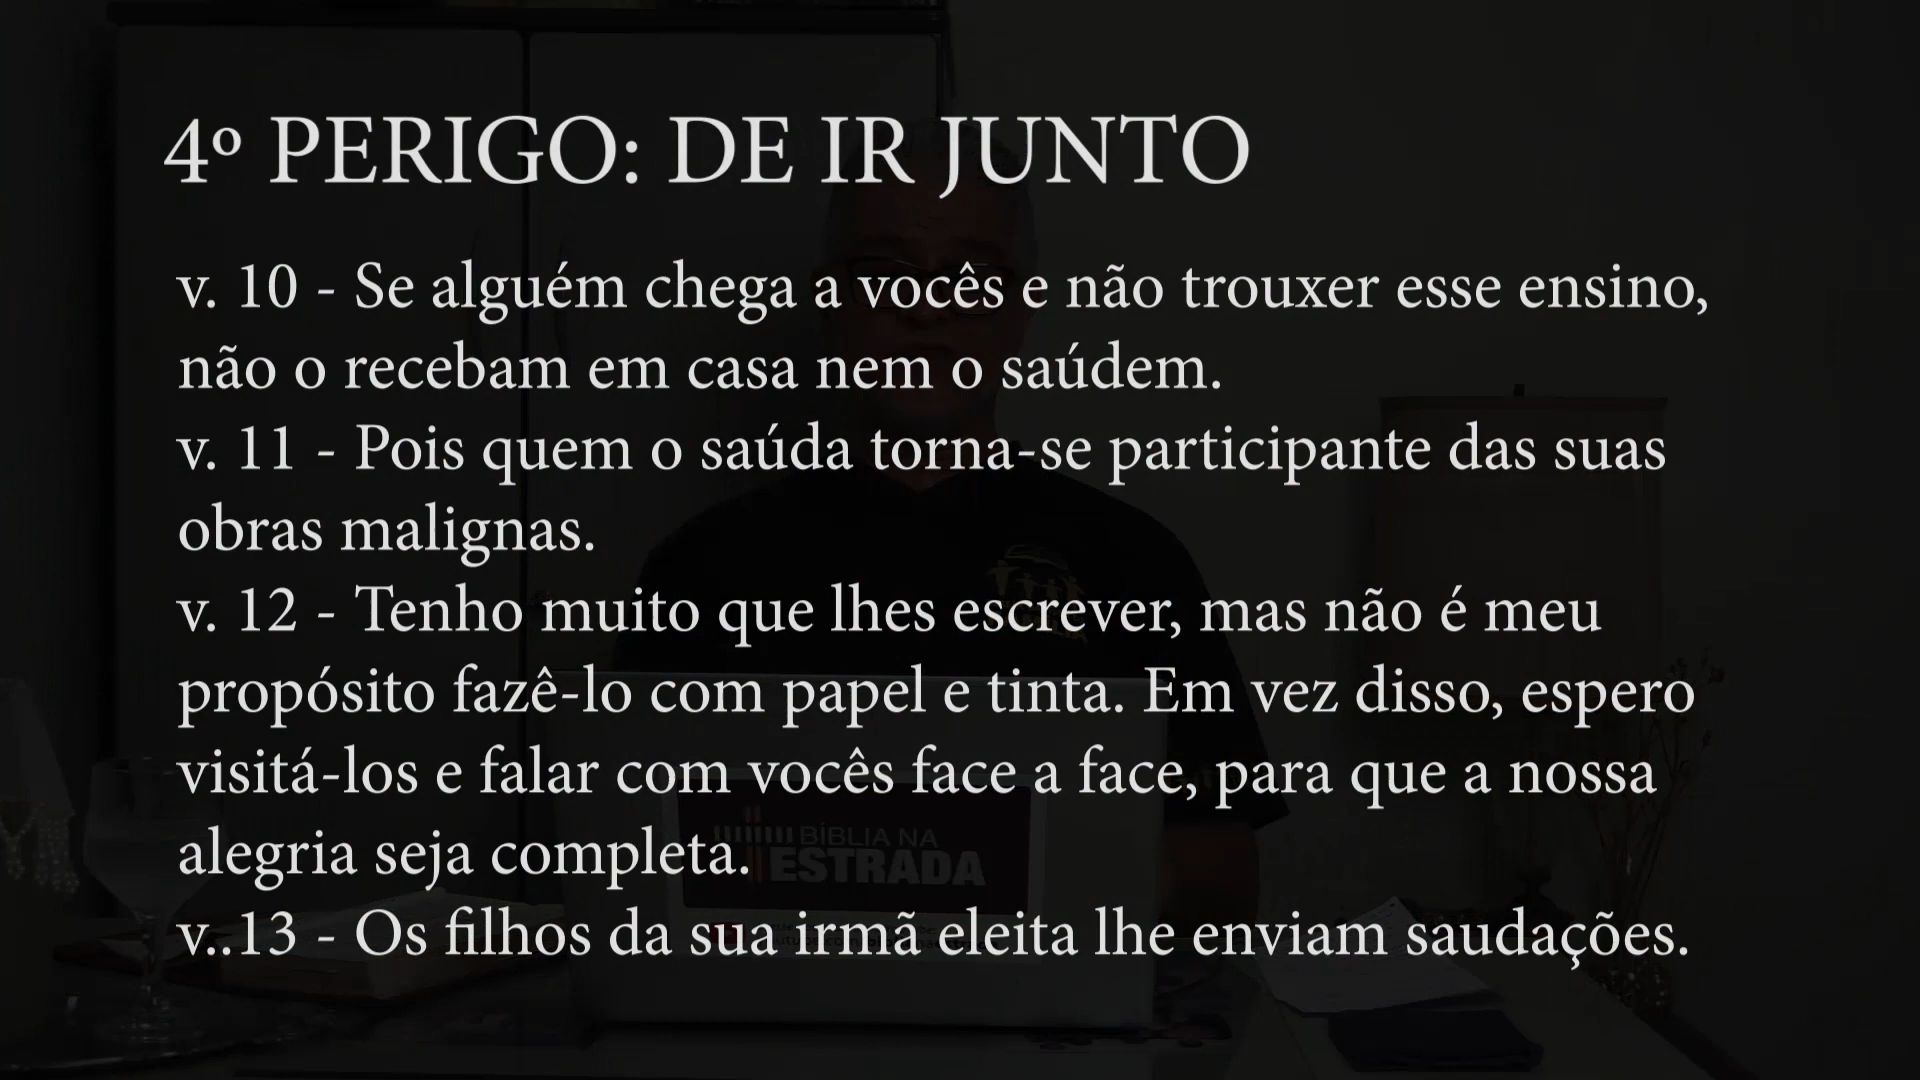 4º PERIGO: DE IR JUNTO
v. 10 - Se alguém chega a vocês e não trouxer esse ensino,
não o recebam em casa nem o saúdem.
v. 11 - Pois quem o saúda torna-se participante das suas
obras malignas.
v. 12 - Tenho muito que lhes escrever, mas não é meu
propósito fazê-lo com papel e tinta. Em vez disso, espero
visitá-los e falar com vocês face a face, para que a nossa
alegria seja completa.
v..13 - Os filhos da sua irmã eleita lhe enviam saudações.
BÍBLIA NA
ESTRADA